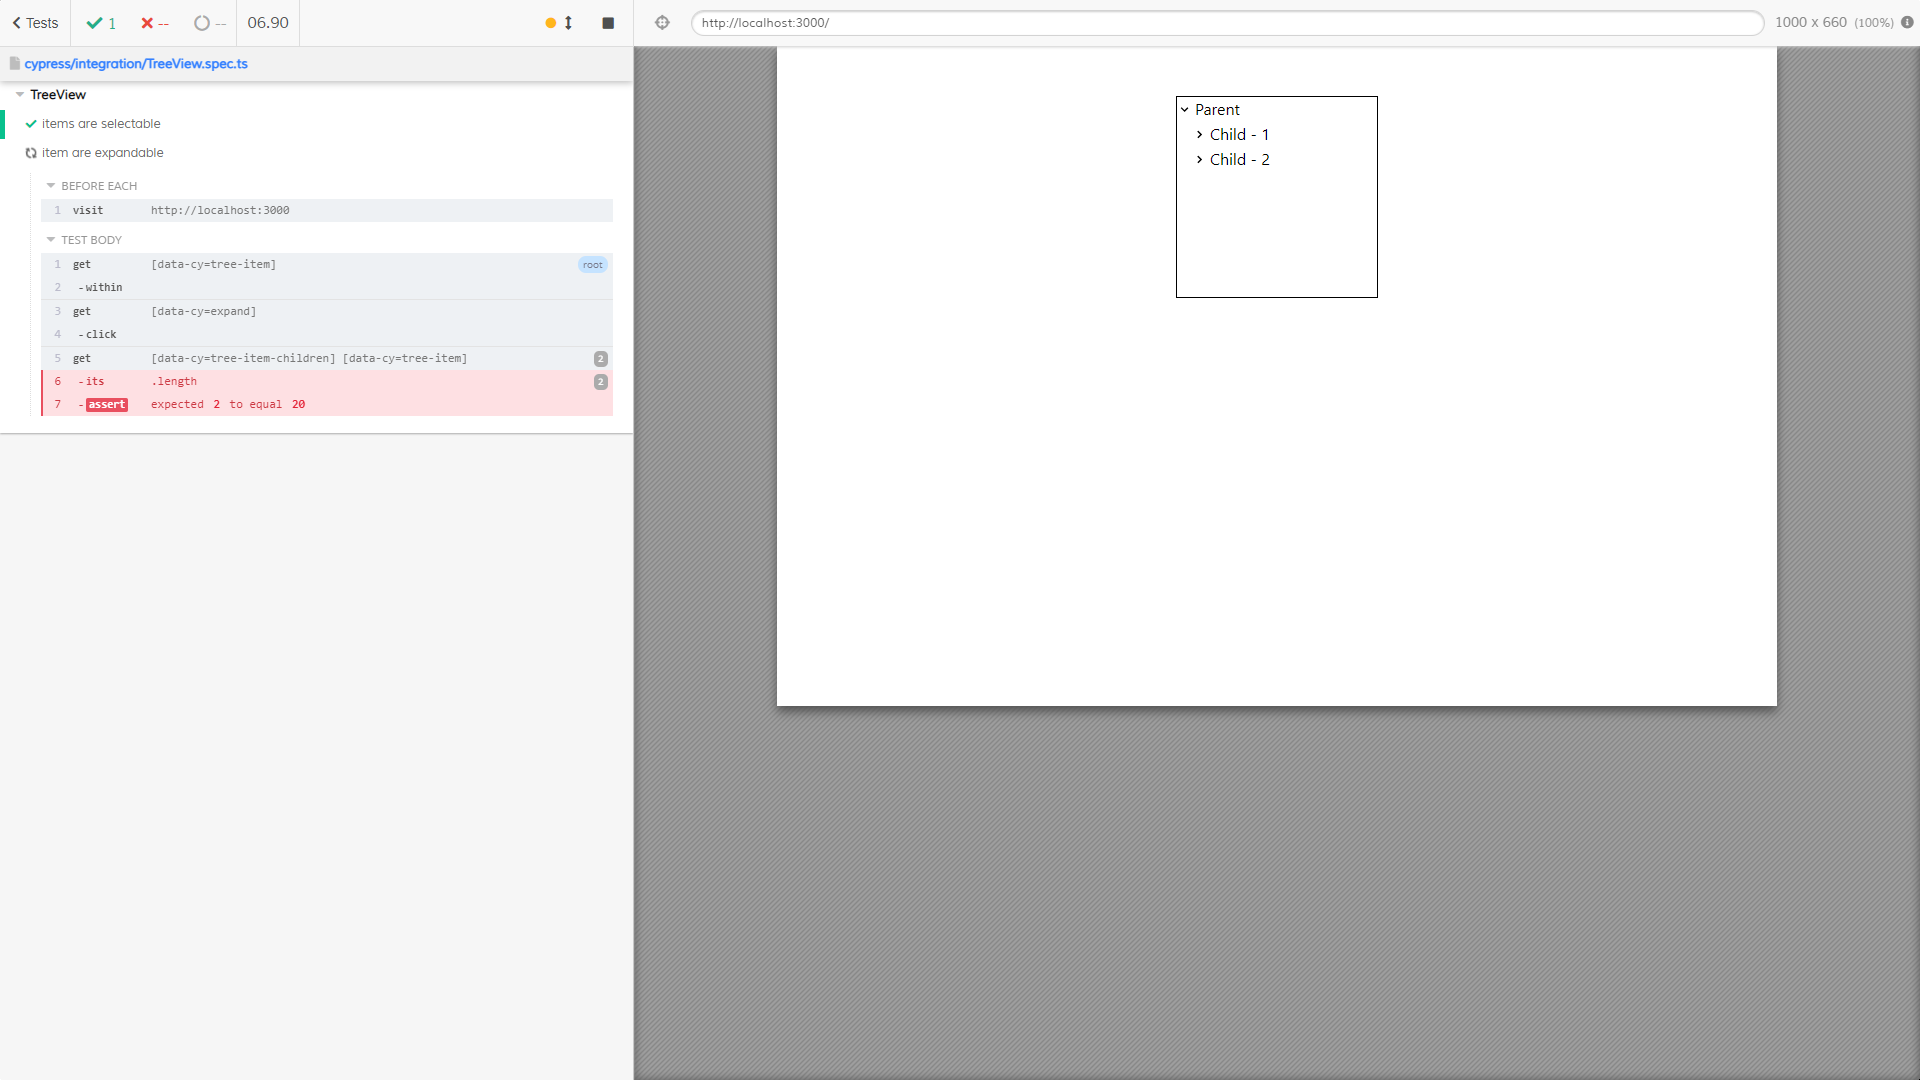 Tests 1 -- -- 06.90
http://localhost:3000/ 1000 x 660 (100%)
cypress/integration/TreeView.spec.ts
TreeView
items are selectable
item are expandable
BEFORE EACH
1 visit http://localhost:3000
TEST BODY
1 get [data-cy=tree-item] root
2 -within
3 get [data-cy=expand]
4 -click
5 get [data-cy=tree-item-children] [data-cy=tree-item] 2
6 -its .length 2
7 -assert expected 2 to equal 20
Parent
Child - 1
Child - 2